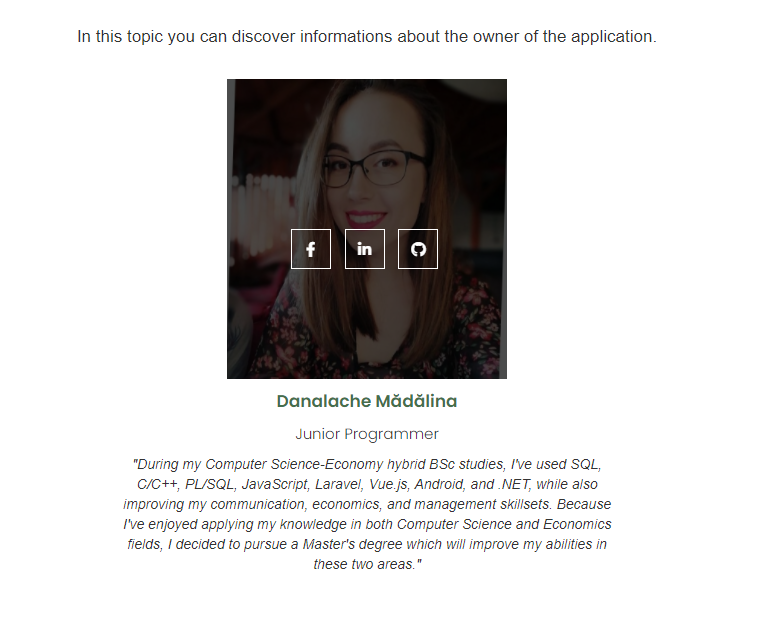 In this topic you can discover informations about the owner of the application.
f in
Danalache Mădălina
Junior Programmer
"During my Computer Science-Economy hybrid BSc studies, I've used SQL,
C/C++, PL/SQL, JavaScript, Laravel, Vue.js, Android, and .NET, while also
improving my communication, economics, and management skillsets. Because
I've enjoyed applying my knowledge in both Computer Science and Economics
fields, I decided to pursue a Master's degree which will improve my abilities in
these two areas."